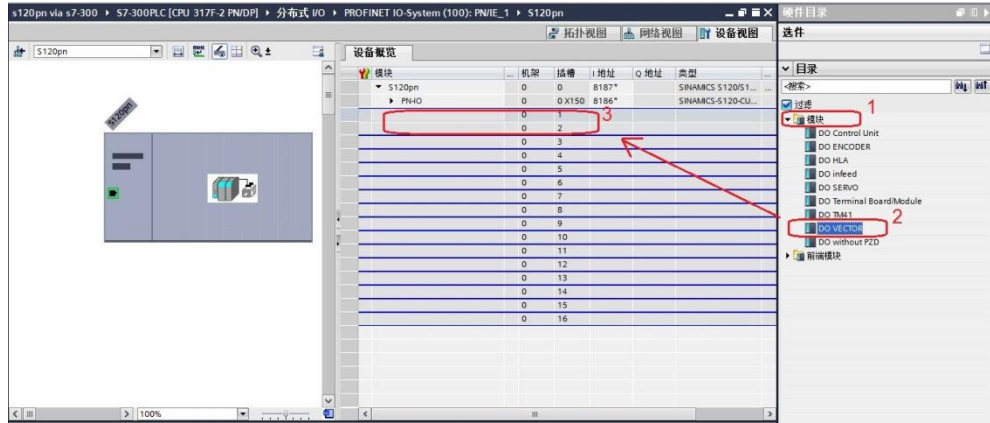 s120pn via s7-300 ▸ S7-300PLC [CPU 317F-2 PN/DP] ▸ 分布式 I/O ▸ PROFINET IO-System (100): PN/IE_1 ▸ S120pn
硬件目录
拓扑视图 网络视图 设备视图
选件
S120pn
设备概览
模块 ... 机架 插槽 I 地址 Q 地址 类型 ...
S120pn 0 0 8187* SINAMICS S120/S1... ...
PN-IO 0 0 X150 8186* SINAMICS-S120-CU...
0 1
0 2
0 3
0 4
0 5
0 6
0 7
0 8
0 9
0 10
0 11
0 12
0 13
0 14
0 15
0 16
3
S120pn
100%
目录
<搜索>
过滤
1
模块
DO Control Unit
DO ENCODER
DO HLA
DO infeed
DO SERVO
DO Terminal Board/Module
DO TM41
2
DO VECTOR
DO without PZD
前端模块